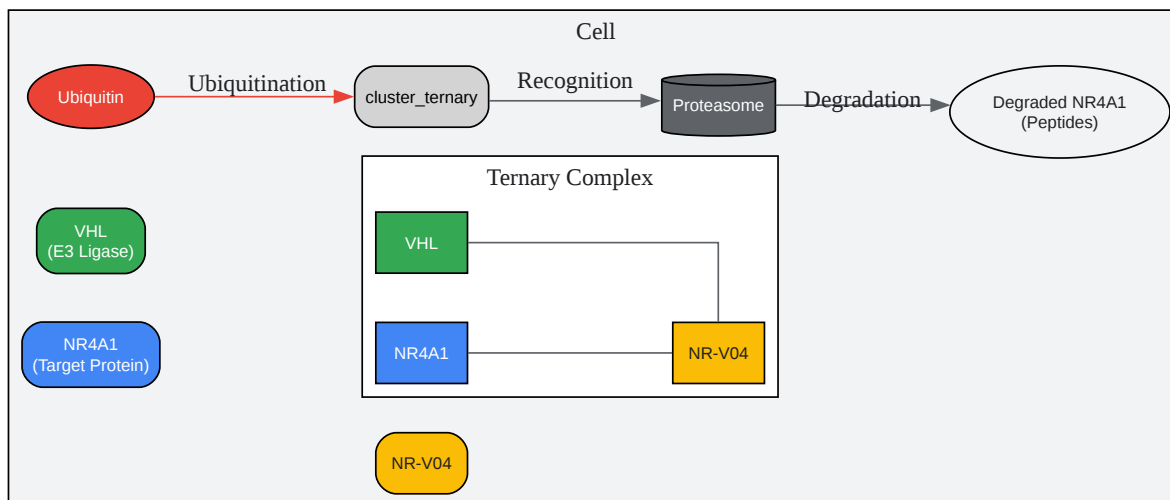 Cell
Ubiquitin
Ubiquitination
cluster_ternary
Recognition
Proteasome
Degradation
Degraded NR4A1
(Peptides)
Ternary Complex
VHL
(E3 Ligase)
VHL
NR4A1
(Target Protein)
NR4A1
NR-V04
NR-V04